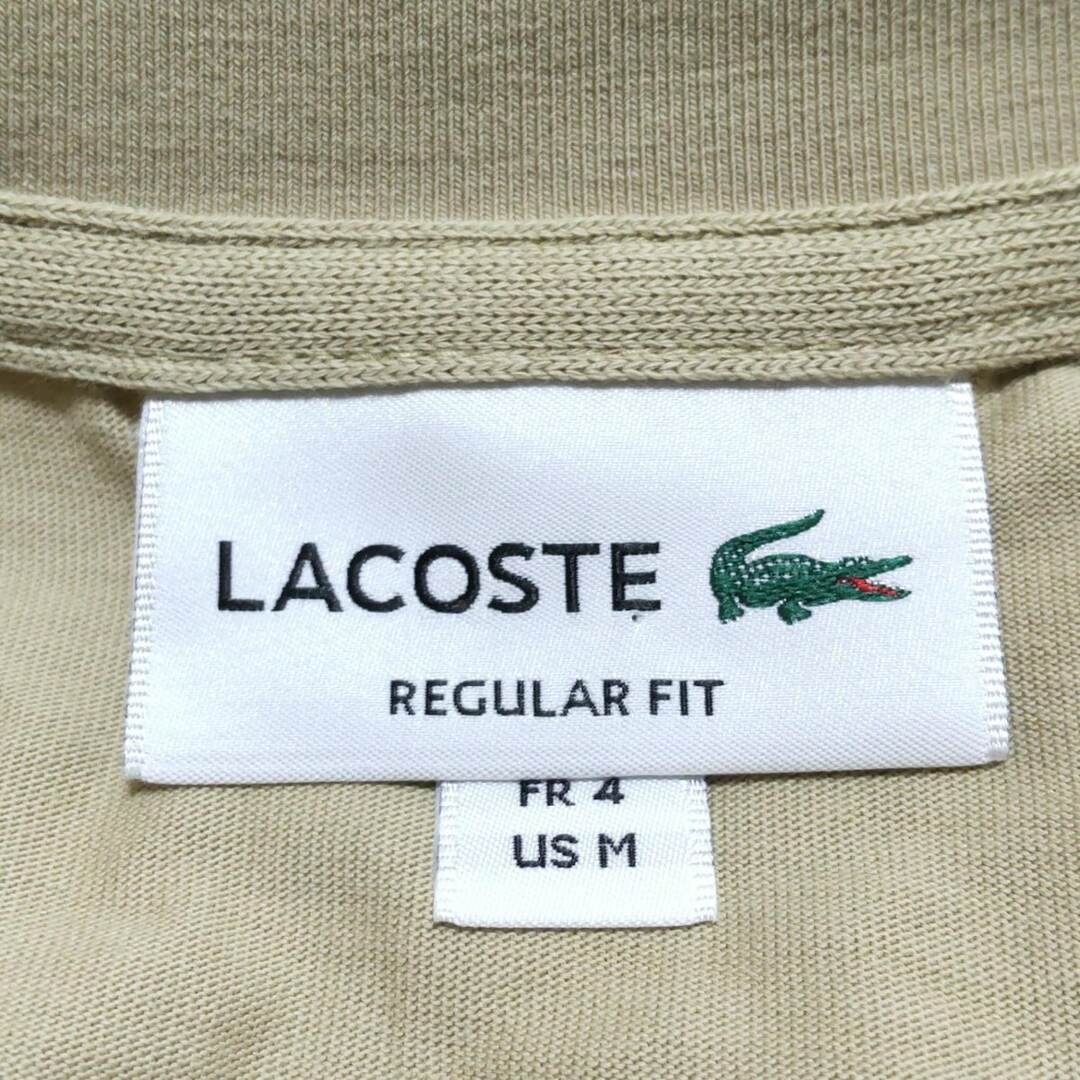 LACOSTE
REGULAR FIT
FR 4
US M